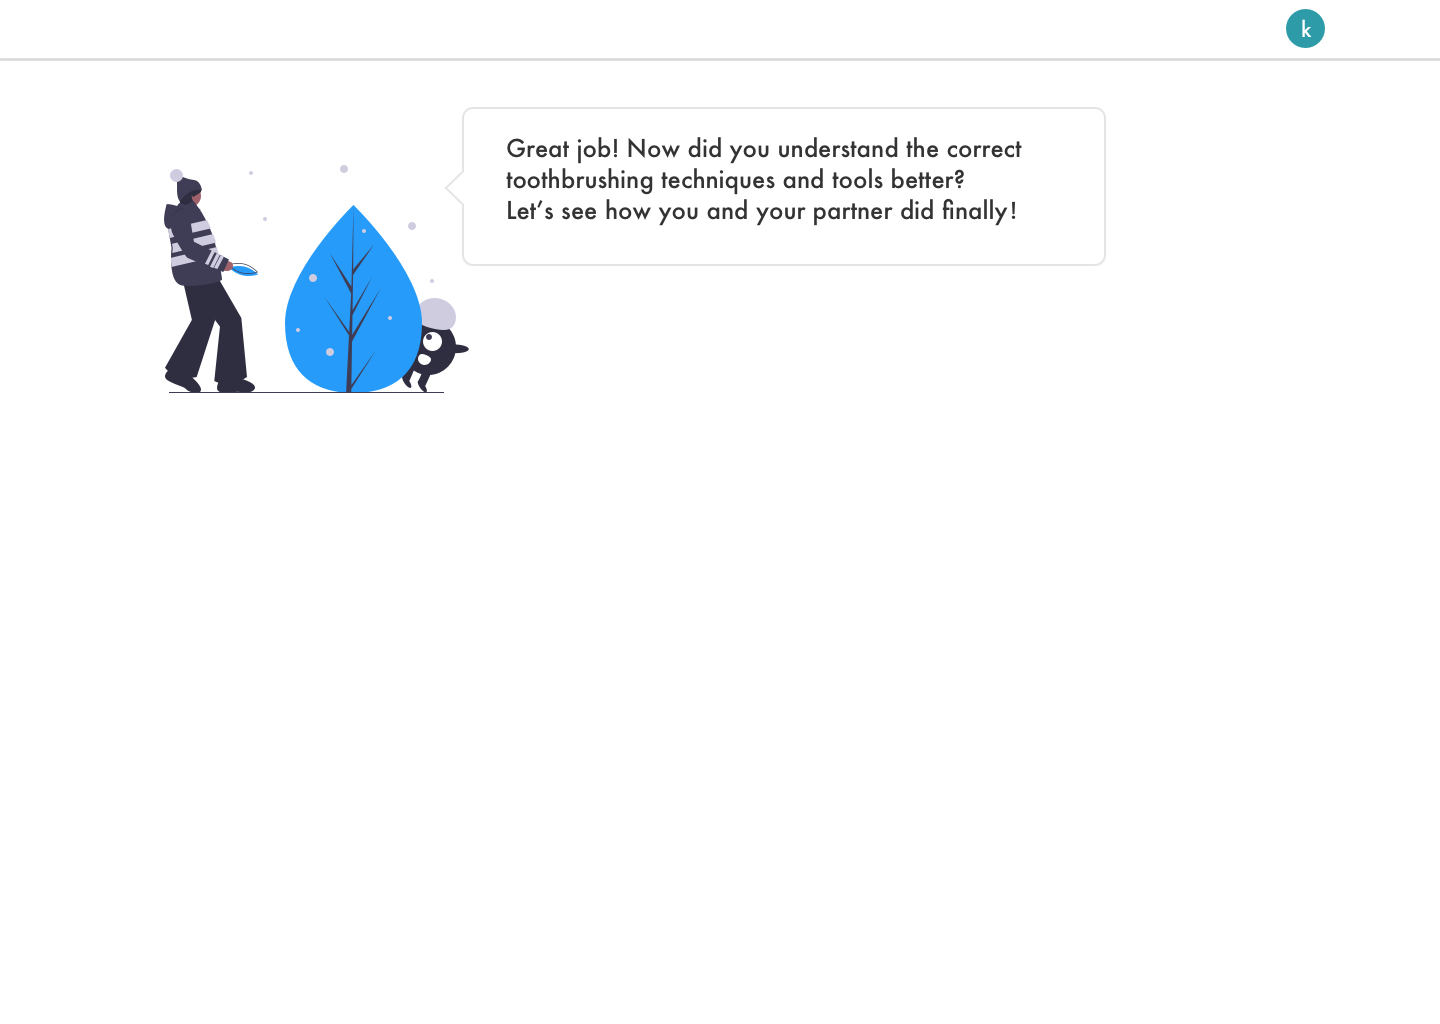 k
Great job! Now did you understand the correct
toothbrushing techniques and tools better?
Let’s see how you and your partner did finally!